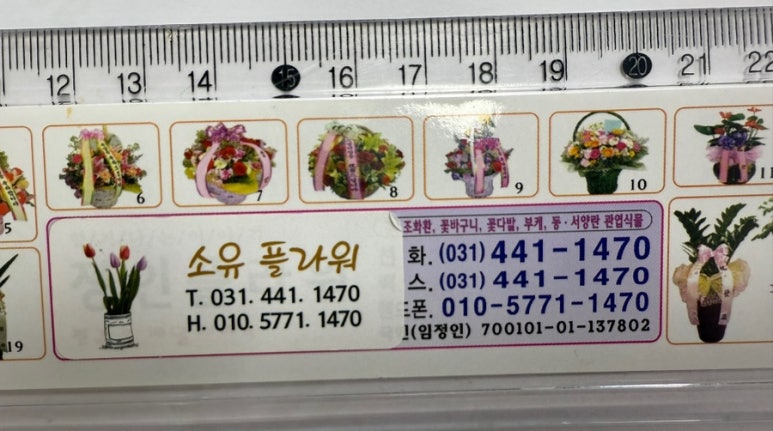 12 13 14 15 16 17 18 19 20 21 22
5 6 7 8 9 10 11
조화환, 꽃바구니, 꽃다발, 부케, 동·서양란 관엽식물
소유 플라워
화. (031) 441-1470
T. 031. 441. 1470
스. (031) 441-1470
H. 010. 5771. 1470
드폰. 010-5771-1470
(임정인) 700101-01-137802
19